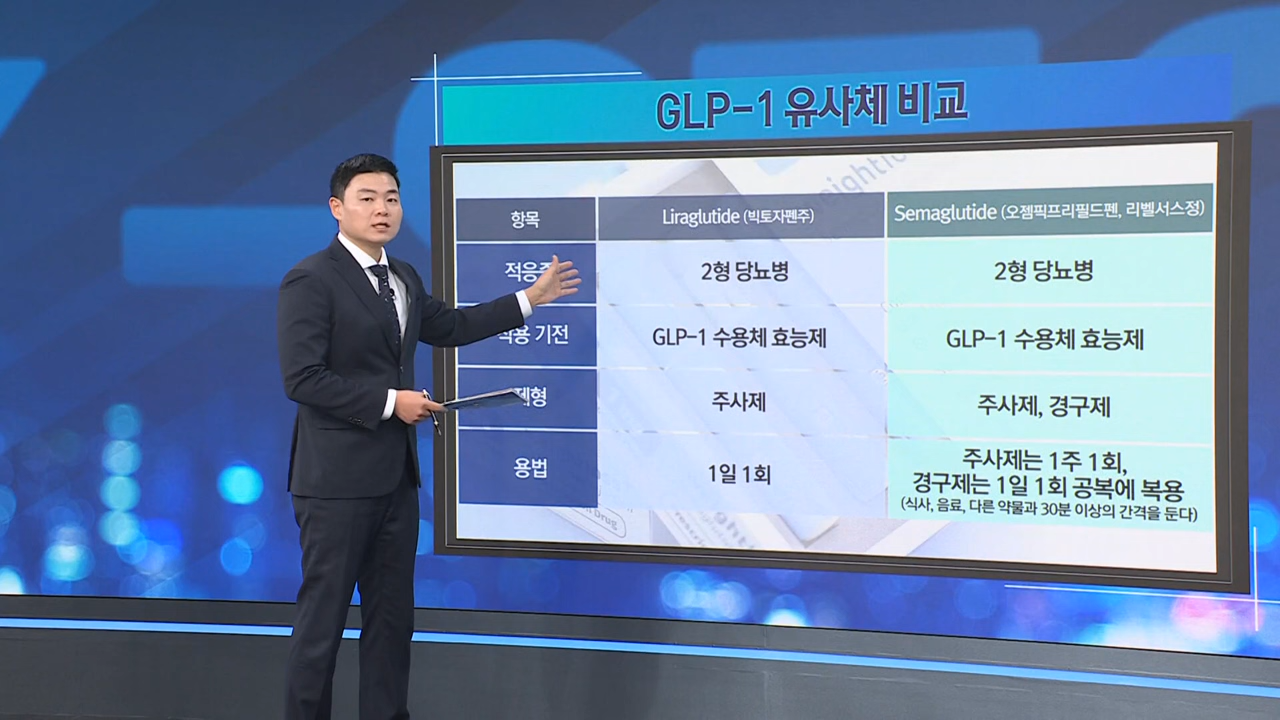 GLP-1 유사체 비교
항목
Liraglutide (빅토자펜주)
Semaglutide (오젬픽프리필드펜, 리벨서스정)
2형 당뇨병
2형 당뇨병
기전
GLP-1 수용체 효능제
GLP-1 수용체 효능제
주사제
주사제, 경구제
용법
1일 1회
주사제는 1주 1회,
경구제는 1일 1회 공복에 복용
(식사, 음료, 다른 약물과 30분 이상의 간격을 둔다)